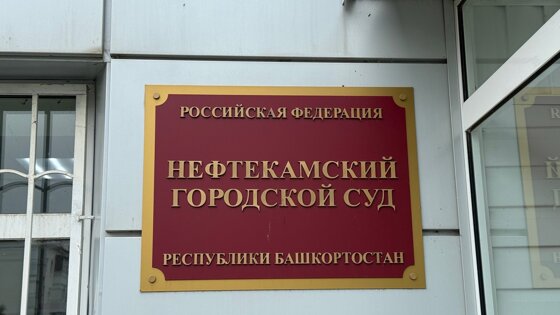 РОССИЙСКАЯ ФЕДЕРАЦИЯ
НЕФТЕКАМСКИЙ
ГОРОДСКОЙ СУД
РЕСПУБЛИКИ БАШКОРТОСТАН